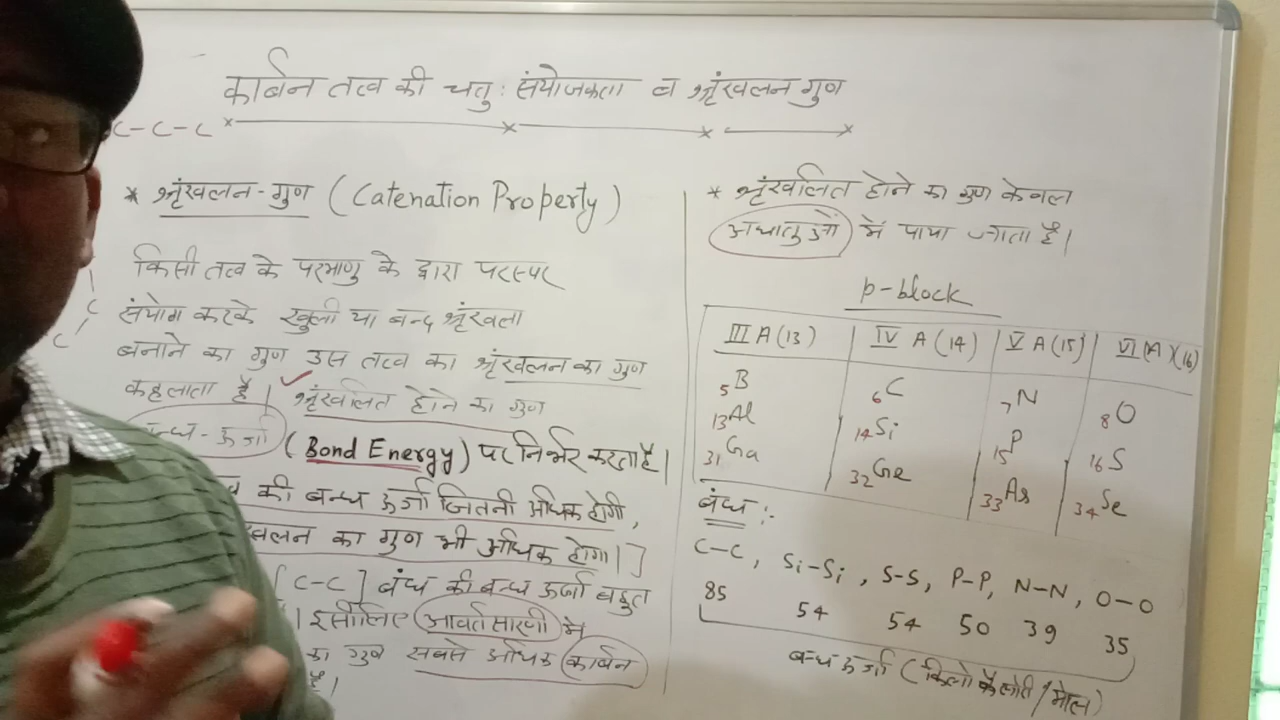 कार्बन तत्व की चतुः संयोजकता व श्रृंखलन गुण
C-C-C
* श्रृंखलन-गुण (Catenation Property)
किसी तत्व के परमाणु के द्वारा परस्पर
संयोग करके खुली या बन्द श्रृंखला
बनाने का गुण उस तत्व का श्रृंखलन का गुण
कहलाता है। श्रृंखलित होने का गुण
बन्ध-ऊर्जा (Bond Energy) पर निर्भर करता है।
की बन्ध ऊर्जा जितनी अधिक होगी,
का गुण भी अधिक होगा।]
[C-C] बंध की बन्ध ऊर्जा बहुत
। इसीलिए आवर्त सारणी में
का गुण सबसे अधिक कार्बन
है।
C
C
* श्रृंखलित होने का गुण केवल
अधातुओं में पाया जाता है।
p-block
III A (13) IV A (14) V A (15) VI (A) (16)
5B 6C 7N 8O
13Al 14Si 15P 16S
31Ga 32Ge 33As 34Se
बंध :-
C-C, Si-Si, S-S, P-P, N-N, O-O
85 54 54 50 39 35
बन्ध ऊर्जा (किलो कैलोरी/मोल)